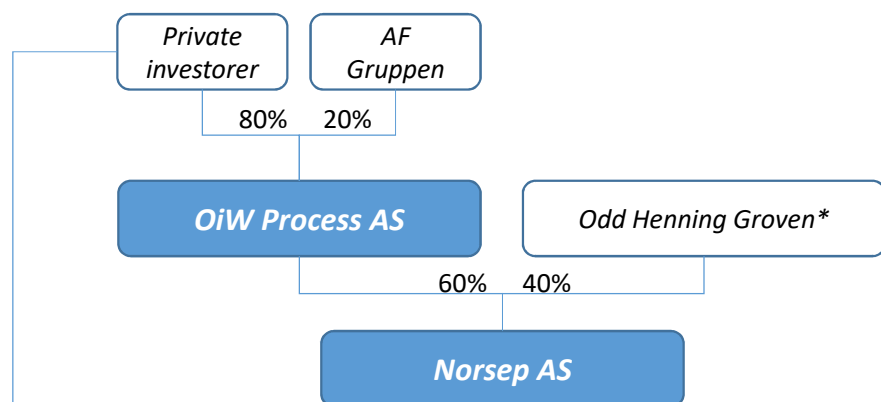 Private
investorer
AF
Gruppen
80%
20%
OiW Process AS
Odd Henning Groven*
60%
40%
Norsep AS